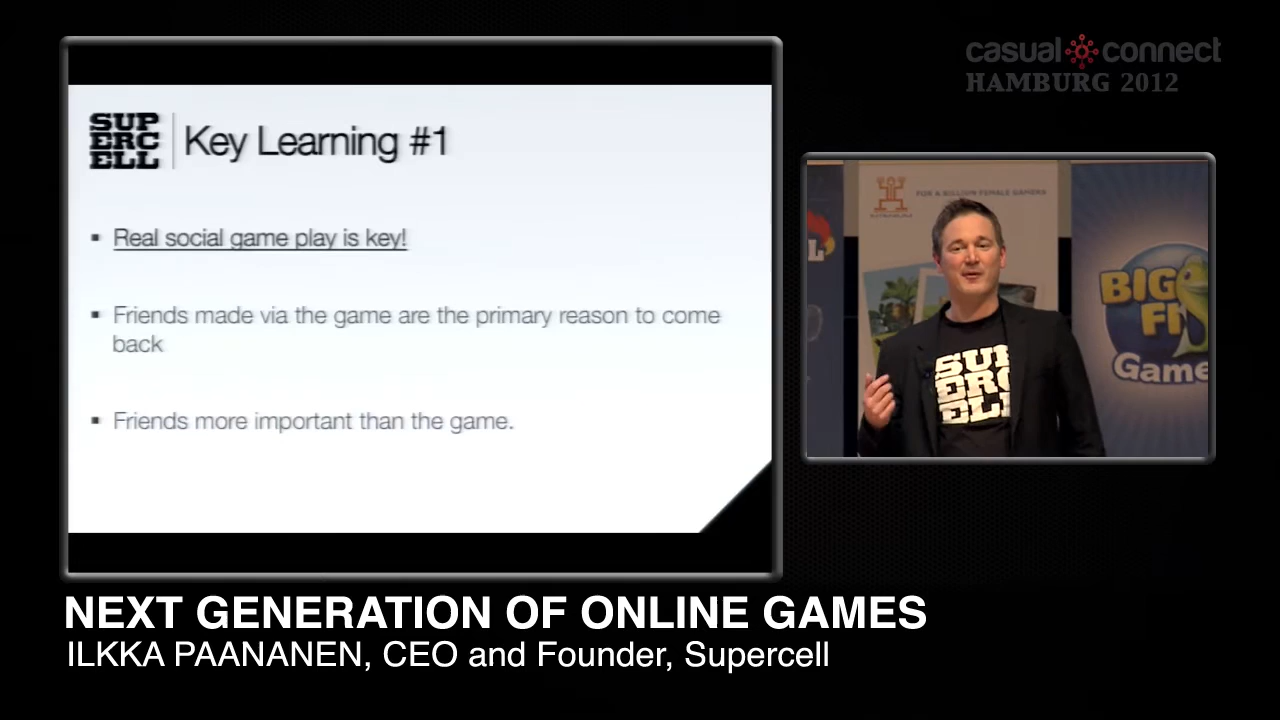 casual connect
HAMBURG 2012
SUP
ERC
ELL
Key Learning #1
▪ Real social game play is key!
▪ Friends made via the game are the primary reason to come
back
▪ Friends more important than the game.
FOR A BILLION FEMALE GAMERS
BIG
FI
Game
SUP
ERC
ELL
NEXT GENERATION OF ONLINE GAMES
ILKKA PAANANEN, CEO and Founder, Supercell